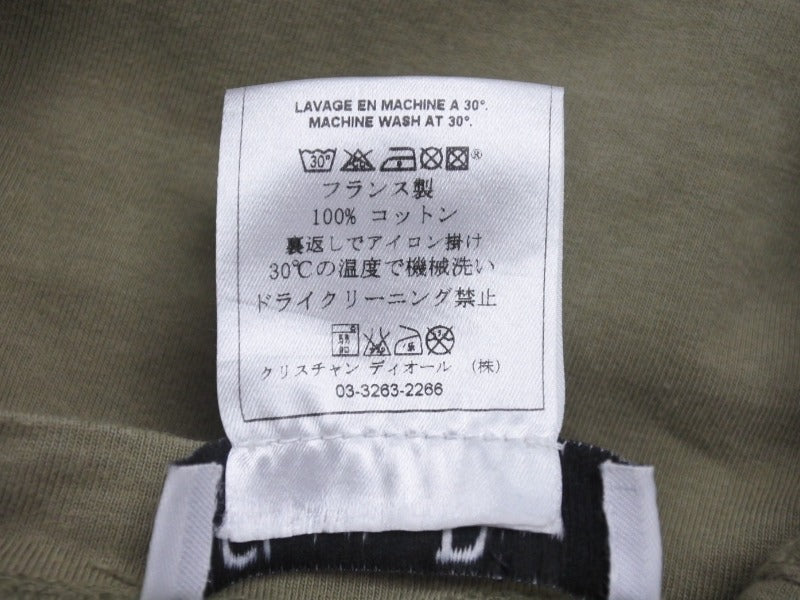 LAVAGE EN MACHINE A 30°.
MACHINE WASH AT 30°.
30° ®
フランス製
100% コットン
裏返しでアイロン掛け
30℃の温度で機械洗い
ドライクリーニング禁止
クリスチャン ディオール (株)
03-3263-2266